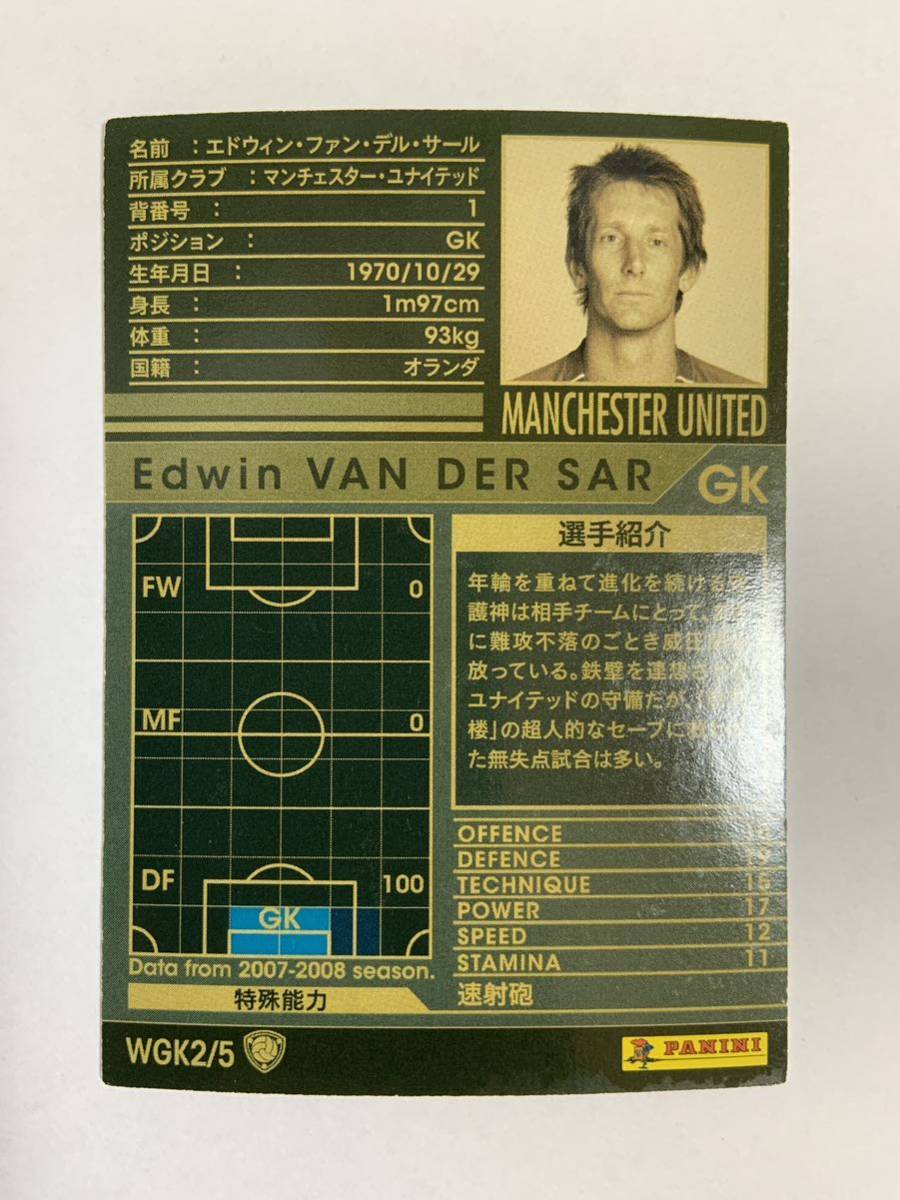 名前 : エドウィン・ファン・デル・サール
所属クラブ : マンチェスター・ユナイテッド
背番号 : 1
ポジション : GK
生年月日 : 1970/10/29
身長 : 1m97cm
体重 : 93kg
国籍 : オランダ
MANCHESTER UNITED
Edwin VAN DER SAR
GK
FW 0
MF 0
DF 100
GK
Data from 2007-2008 season.
選手紹介
年輪を重ねて進化を続ける
護神は相手チームにとって
に難攻不落のごとき威圧
放っている。鉄壁を連想
ユナイテッドの守備だが、
楼」の超人的なセーブに
た無失点試合は多い。
OFFENCE
DEFENCE
TECHNIQUE 15
POWER 17
SPEED 12
STAMINA 11
特殊能力
速射砲
WGK2/5
PANINI